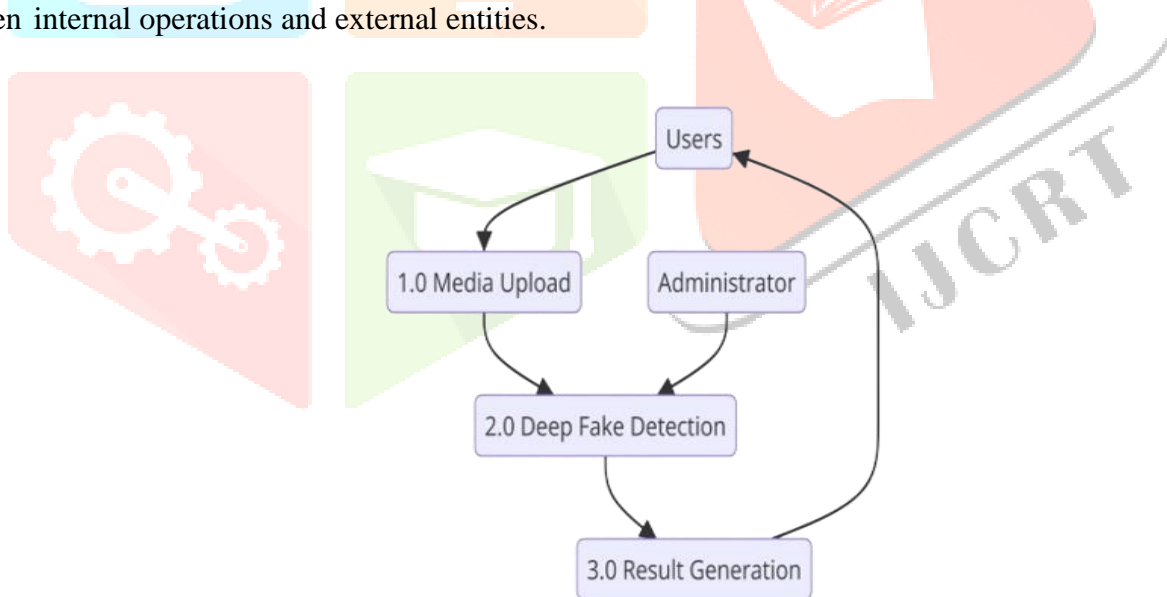 en internal operations and external entities.
Users
1.0 Media Upload
Administrator
IJCRT
2.0 Deep Fake Detection
3.0 Result Generation